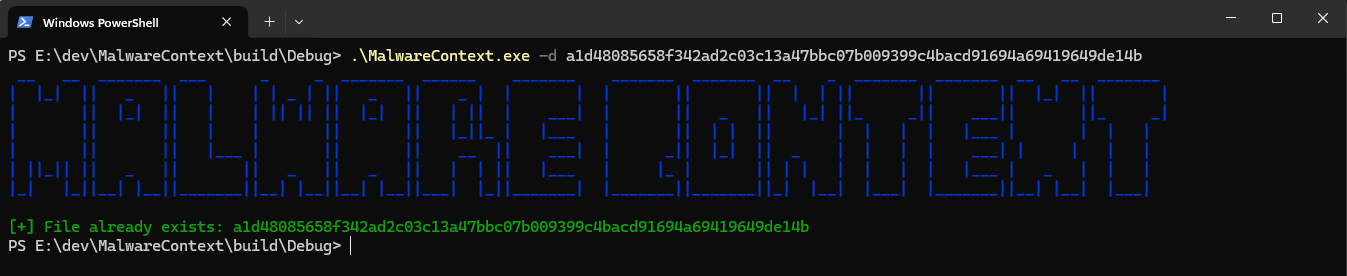 Windows PowerShell
PS E:\dev\MalwareContext\build\Debug> .\MalwareContext.exe -d a1d48085658f342ad2c03c13a47bbc07b009399c4bacd91694a69419649de14b
MALWARE CONTEXT
[+] File already exists: a1d48085658f342ad2c03c13a47bbc07b009399c4bacd91694a69419649de14b
PS E:\dev\MalwareContext\build\Debug>